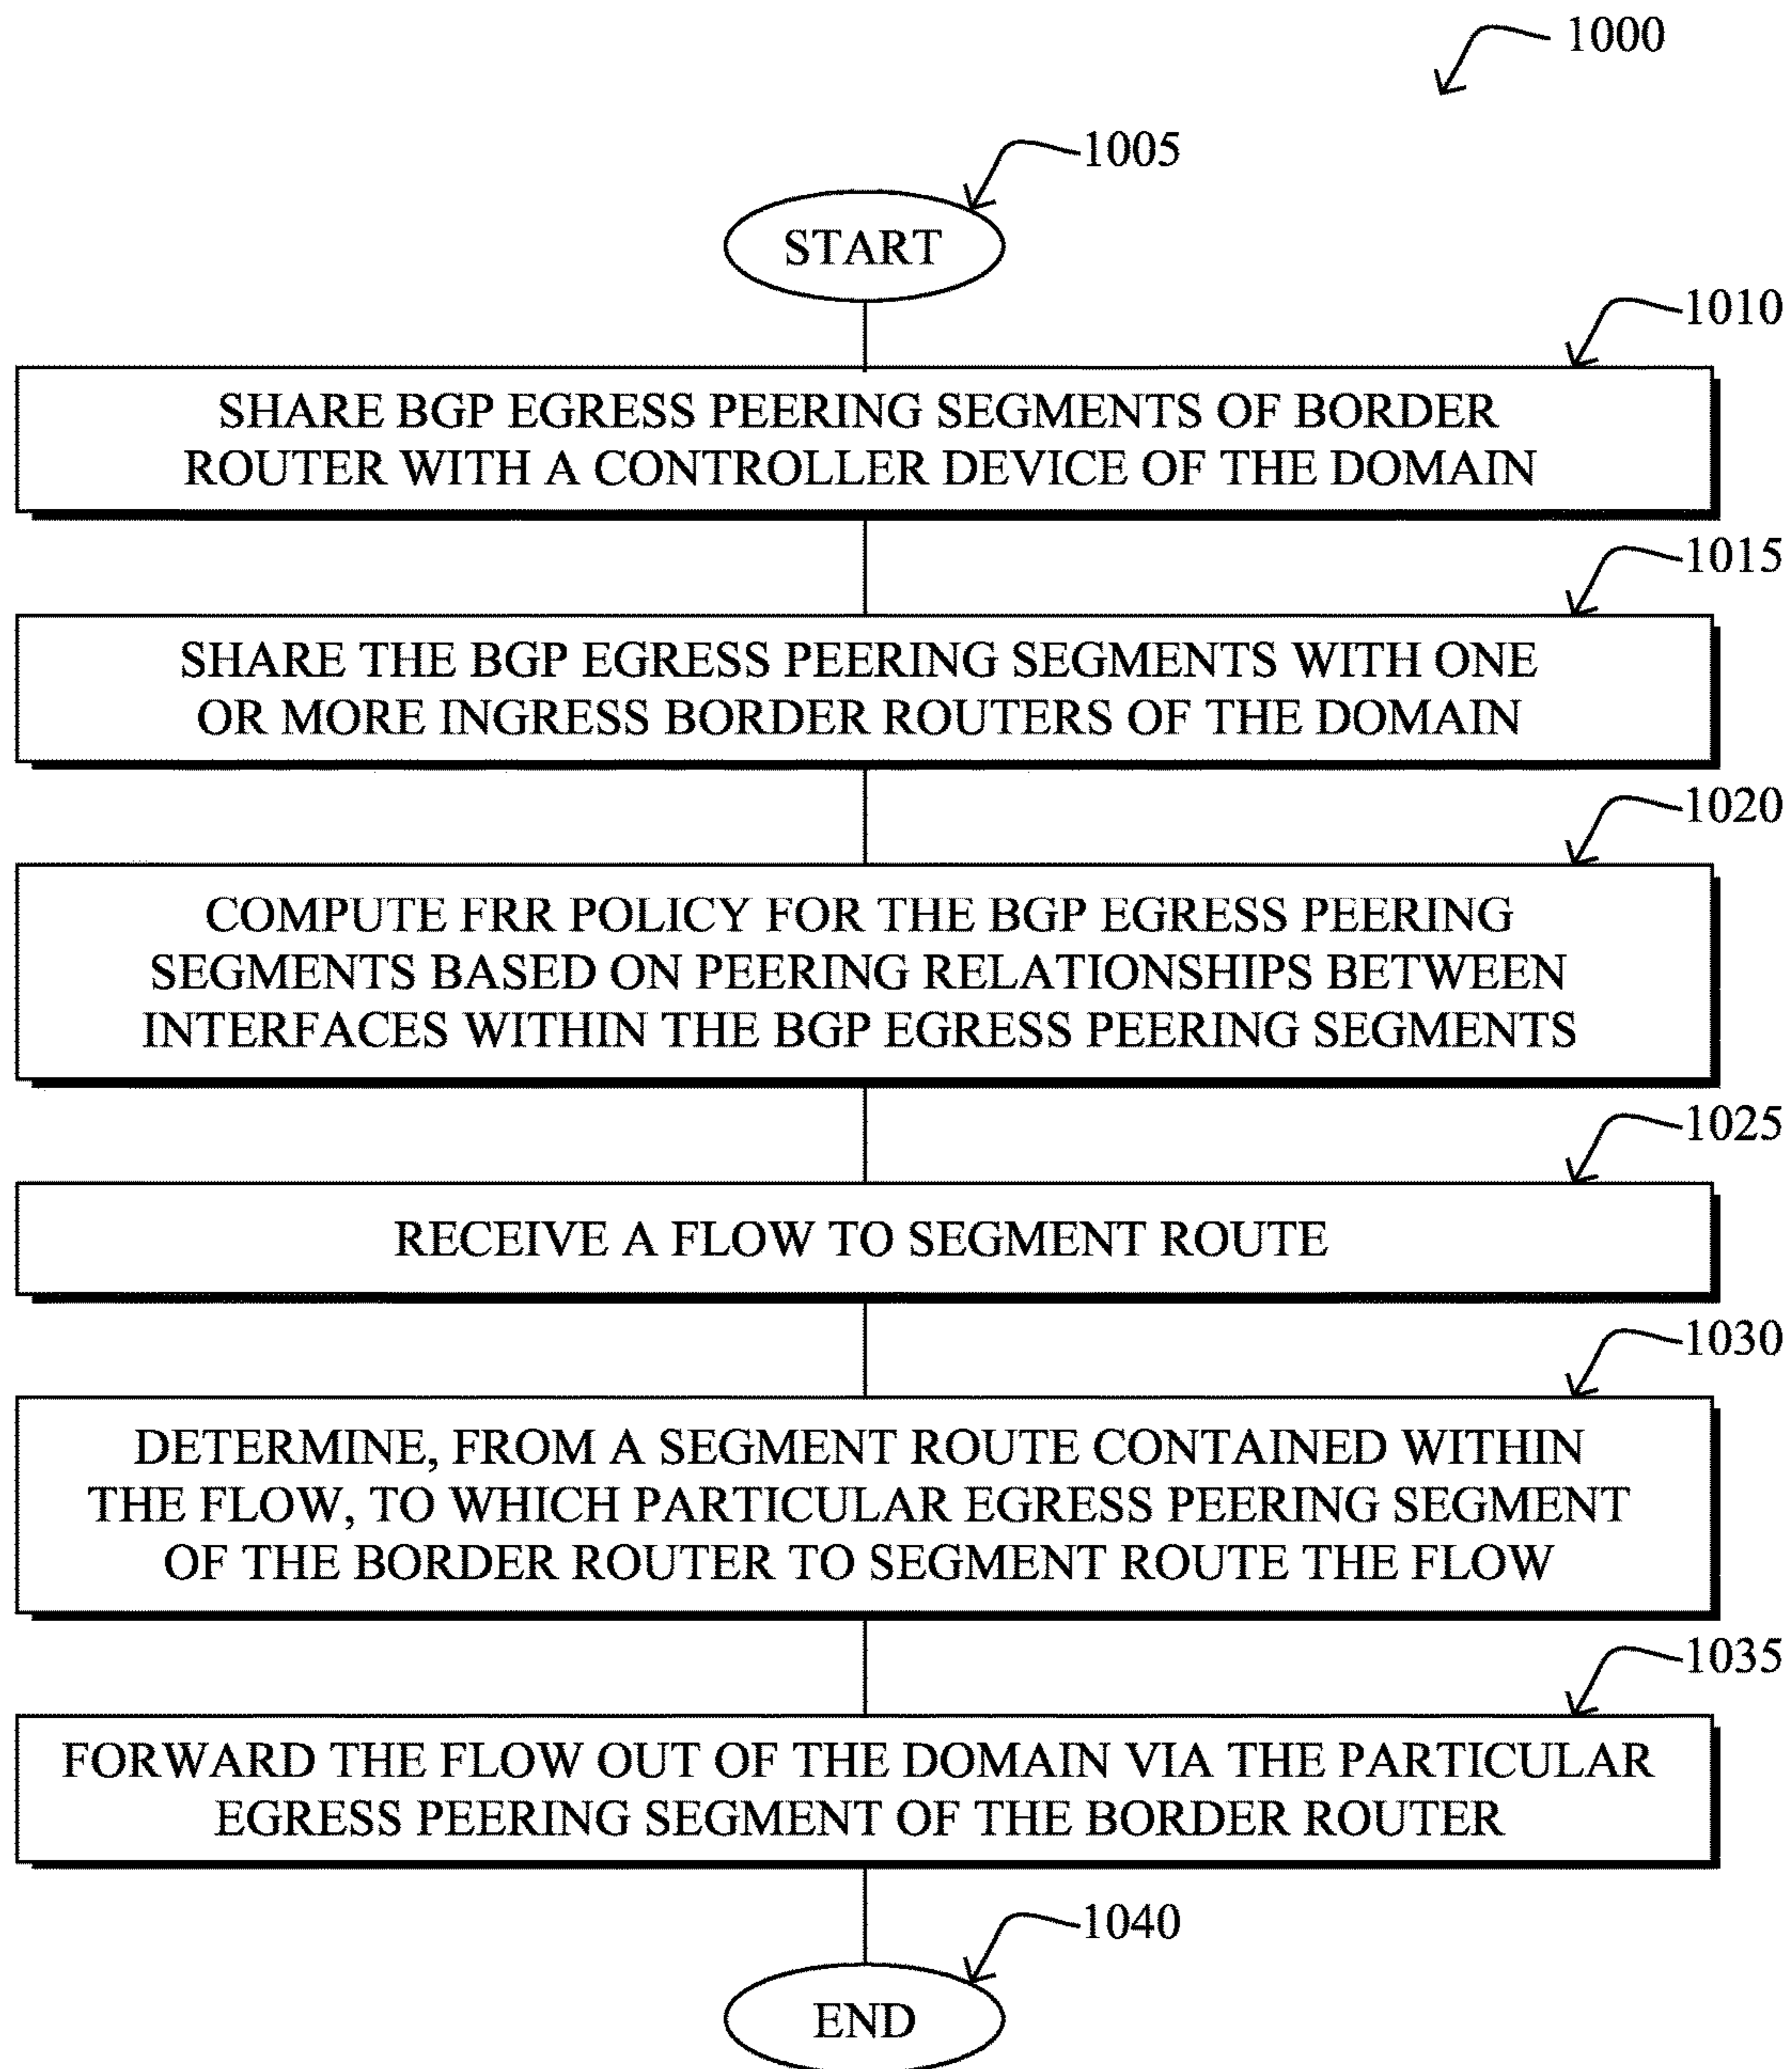 1000
1005
START
1010
SHARE BGP EGRESS PEERING SEGMENTS OF BORDER
ROUTER WITH A CONTROLLER DEVICE OF THE DOMAIN
1015
SHARE THE BGP EGRESS PEERING SEGMENTS WITH ONE
OR MORE INGRESS BORDER ROUTERS OF THE DOMAIN
1020
COMPUTE FRR POLICY FOR THE BGP EGRESS PEERING
SEGMENTS BASED ON PEERING RELATIONSHIPS BETWEEN
INTERFACES WITHIN THE BGP EGRESS PEERING SEGMENTS
1025
RECEIVE A FLOW TO SEGMENT ROUTE
1030
DETERMINE, FROM A SEGMENT ROUTE CONTAINED WITHIN
THE FLOW, TO WHICH PARTICULAR EGRESS PEERING SEGMENT
OF THE BORDER ROUTER TO SEGMENT ROUTE THE FLOW
1035
FORWARD THE FLOW OUT OF THE DOMAIN VIA THE PARTICULAR
EGRESS PEERING SEGMENT OF THE BORDER ROUTER
1040
END